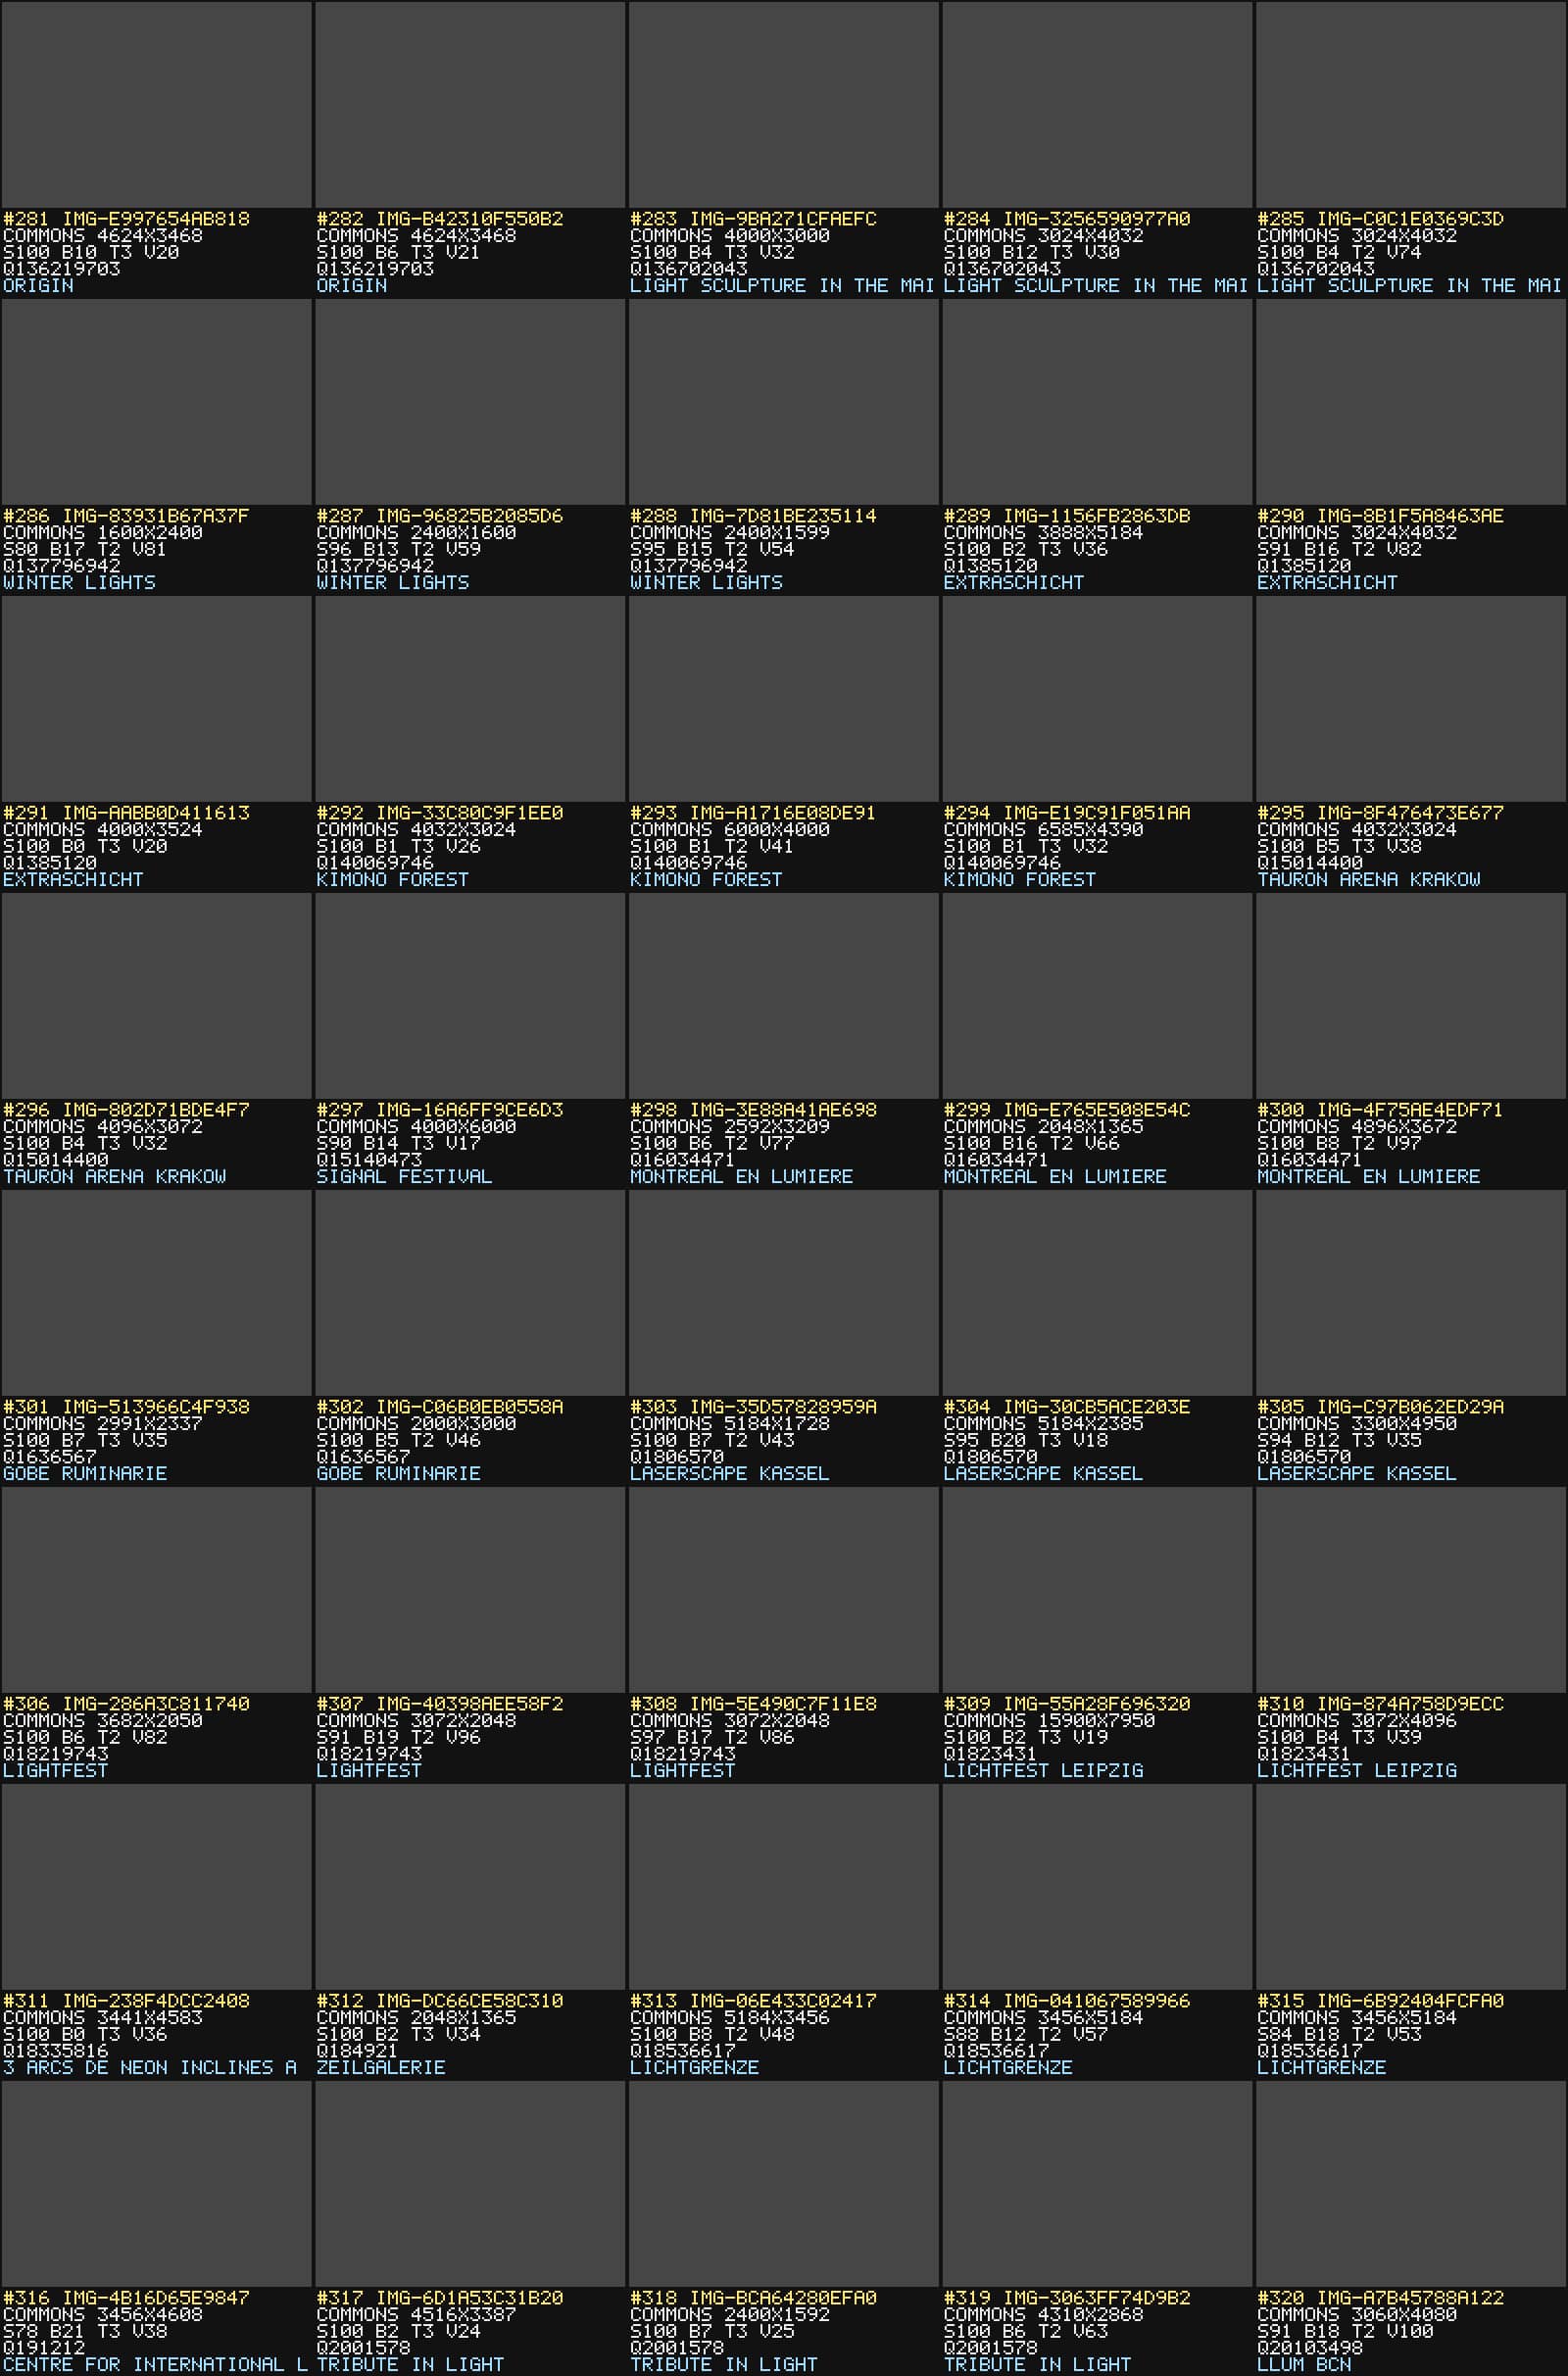 #281 IMG-E997654AB818
COMMONS 4624X3468
S100 B10 T3 V20
Q136219703
ORIGIN
#282 IMG-B42310F550B2
COMMONS 4624X3468
S100 B6 T3 V21
Q136219703
ORIGIN
#283 IMG-9BA271CFAEFC
COMMONS 4000X3000
S100 B4 T3 V32
Q136702043
LIGHT SCULPTURE IN THE MAI
#284 IMG-3256590977A0
COMMONS 3024X4032
S100 B12 T3 V30
Q136702043
LIGHT SCULPTURE IN THE MAI
#285 IMG-C0C1E0369C3D
COMMONS 3024X4032
S100 B4 T2 V74
Q136702043
LIGHT SCULPTURE IN THE MAI
#286 IMG-83931B67A37F
COMMONS 1600X2400
S80 B17 T2 V81
Q137796942
WINTER LIGHTS
#287 IMG-96825B2085D6
COMMONS 2400X1600
S96 B13 T2 V59
Q137796942
WINTER LIGHTS
#288 IMG-7D81BE235114
COMMONS 2400X1599
S95 B15 T2 V54
Q137796942
WINTER LIGHTS
#289 IMG-1156FB2863DB
COMMONS 3888X5184
S100 B2 T3 V36
Q1385120
EXTRASCHICHT
#290 IMG-8B1F5A8463AE
COMMONS 3024X4032
S91 B16 T2 V82
Q1385120
EXTRASCHICHT
#291 IMG-AABB0D411613
COMMONS 4000X3524
S100 B0 T3 V20
Q1385120
EXTRASCHICHT
#292 IMG-33C80C9F1EE0
COMMONS 4032X3024
S100 B1 T3 V26
Q140069746
KIMONO FOREST
#293 IMG-A1716E08DE91
COMMONS 6000X4000
S100 B1 T2 V41
Q140069746
KIMONO FOREST
#294 IMG-E19C91F051AA
COMMONS 6585X4390
S100 B1 T3 V32
Q140069746
KIMONO FOREST
#295 IMG-8F476473E677
COMMONS 4032X3024
S100 B5 T3 V38
Q15014400
TAURON ARENA KRAKOW
#296 IMG-802D71BDE4F7
COMMONS 4096X3072
S100 B4 T3 V32
Q15014400
TAURON ARENA KRAKOW
#297 IMG-16A6FF9CE6D3
COMMONS 4000X6000
S90 B14 T3 V17
Q15140473
SIGNAL FESTIVAL
#298 IMG-3E88A41AE698
COMMONS 2592X3209
S100 B6 T2 V77
Q16034471
MONTREAL EN LUMIERE
#299 IMG-E765E508E54C
COMMONS 2048X1365
S100 B16 T2 V66
Q16034471
MONTREAL EN LUMIERE
#300 IMG-4F75AE4EDF71
COMMONS 4896X3672
S100 B8 T2 V97
Q16034471
MONTREAL EN LUMIERE
#301 IMG-513966C4F938
COMMONS 2991X2337
S100 B7 T3 V35
Q1636567
GOBE RUMINARIE
#302 IMG-C06B0EB0558A
COMMONS 2000X3000
S100 B5 T2 V46
Q1636567
GOBE RUMINARIE
#303 IMG-35D57828959A
COMMONS 5184X1728
S100 B7 T2 V43
Q1806570
LASERSCAPE KASSEL
#304 IMG-30CB5ACE203E
COMMONS 5184X2385
S95 B20 T3 V18
Q1806570
LASERSCAPE KASSEL
#305 IMG-C97B062ED29A
COMMONS 3300X4950
S94 B12 T3 V35
Q1806570
LASERSCAPE KASSEL
#306 IMG-286A3C811740
COMMONS 3682X2050
S100 B6 T2 V82
Q18219743
LIGHTFEST
#307 IMG-40398AEE58F2
COMMONS 3072X2048
S91 B19 T2 V96
Q18219743
LIGHTFEST
#308 IMG-5E490C7F11E8
COMMONS 3072X2048
S97 B17 T2 V86
Q18219743
LIGHTFEST
#309 IMG-55A28F696320
COMMONS 15900X7950
S100 B2 T3 V19
Q1823431
LICHTFEST LEIPZIG
#310 IMG-874A758D9ECC
COMMONS 3072X4096
S100 B4 T3 V39
Q1823431
LICHTFEST LEIPZIG
#311 IMG-238F4DCC2408
COMMONS 3441X4583
S100 B0 T3 V36
Q18335816
3 ARCS DE NEON INCLINES A
#312 IMG-DC66CE58C310
COMMONS 2048X1365
S100 B2 T3 V34
Q184921
ZEILGALERIE
#313 IMG-06E433C02417
COMMONS 5184X3456
S100 B8 T2 V48
Q18536617
LICHTGRENZE
#314 IMG-041067589966
COMMONS 3456X5184
S88 B12 T2 V57
Q18536617
LICHTGRENZE
#315 IMG-6B92404FCFA0
COMMONS 3456X5184
S84 B18 T2 V53
Q18536617
LICHTGRENZE
#316 IMG-4B16D65E9847
COMMONS 3456X4608
S78 B21 T3 V38
Q191212
CENTRE FOR INTERNATIONAL L
#317 IMG-6D1A53C31B20
COMMONS 4516X3387
S100 B2 T3 V24
Q2001578
TRIBUTE IN LIGHT
#318 IMG-BCA64280EFA0
COMMONS 2400X1592
S100 B7 T3 V25
Q2001578
TRIBUTE IN LIGHT
#319 IMG-3063FF74D9B2
COMMONS 4310X2868
S100 B6 T2 V63
Q2001578
TRIBUTE IN LIGHT
#320 IMG-A7B45788A122
COMMONS 3060X4080
S91 B18 T2 V100
Q20103498
LLUM BCN